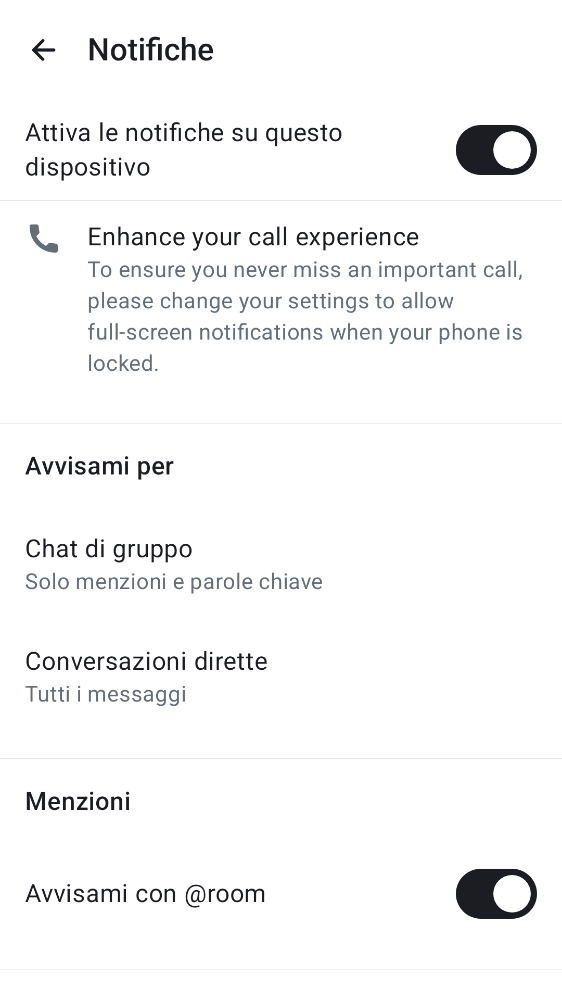 Notifiche
Attiva le notifiche su questo
dispositivo
Enhance your call experience
To ensure you never miss an important call,
please change your settings to allow
full-screen notifications when your phone is
locked.
Avvisami per
Chat di gruppo
Solo menzioni e parole chiave
Conversazioni dirette
Tutti i messaggi
Menzioni
Avvisami con @room